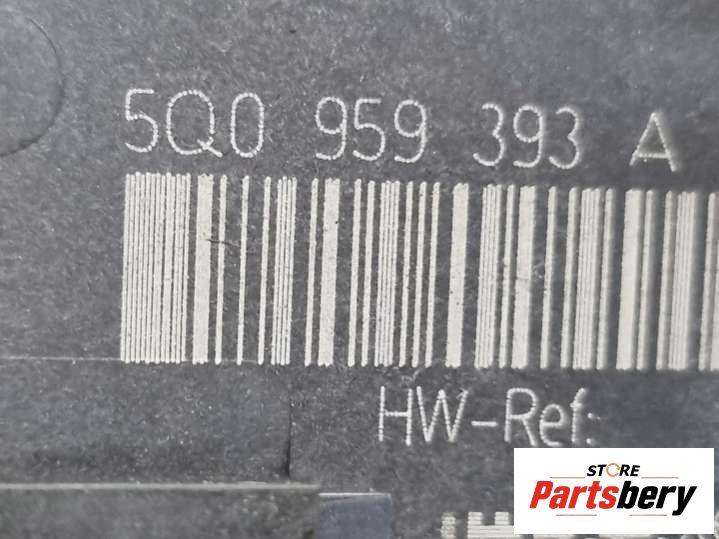 5Q0 959 393 A
HW-Ref:
STORE
Partsbery